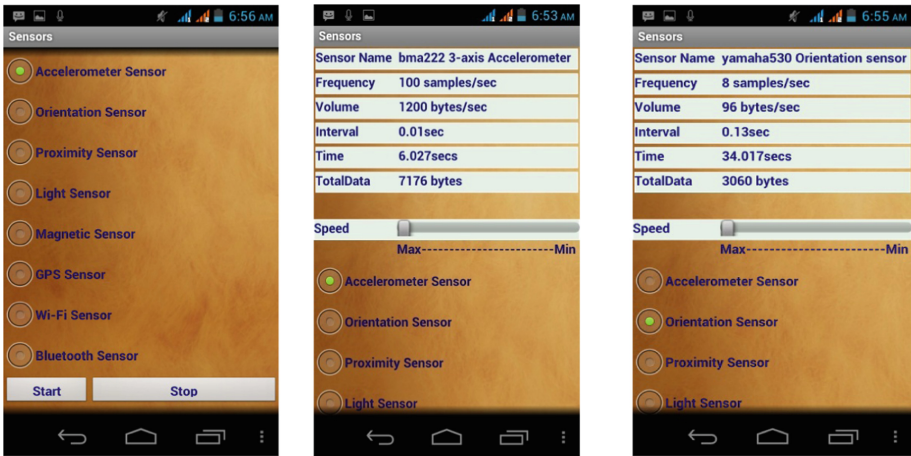 6:56 AM
Sensors
Accelerometer Sensor
Orientation Sensor
Proximity Sensor
Light Sensor
Magnetic Sensor
GPS Sensor
Wi-Fi Sensor
Bluetooth Sensor
Start Stop
6:53 AM
Sensors
Sensor Name bma222 3-axis Accelerometer
Frequency 100 samples/sec
Volume 1200 bytes/sec
Interval 0.01sec
Time 6.027secs
TotalData 7176 bytes
Speed
Max-----------------------Min
Accelerometer Sensor
Orientation Sensor
Proximity Sensor
Light Sensor
6:55 AM
Sensors
Sensor Name yamaha530 Orientation sensor
Frequency 8 samples/sec
Volume 96 bytes/sec
Interval 0.13sec
Time 34.017secs
TotalData 3060 bytes
Speed
Max-----------------------Min
Accelerometer Sensor
Orientation Sensor
Proximity Sensor
Light Sensor